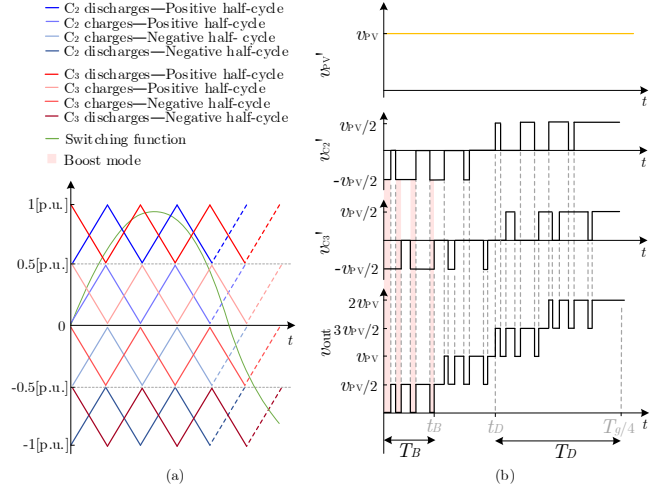 C₂ discharges—Positive half-cycle
C₂ charges—Positive half-cycle
C₂ charges—Negative half- cycle
C₂ discharges—Negative half-cycle
C₃ discharges—Positive half-cycle
C₃ charges—Positive half-cycle
C₃ charges—Negative half-cycle
C₃ discharges—Negative half-cycle
Switching function
Boost mode
1[p.u.]
0.5[p.u.]
0
t
-0.5[p.u.]
-1[p.u.]
(a)
vPV
vPV'
t
vPV/2
vC2'
-vPV/2
t
vPV/2
vC3'
-vPV/2
t
2vPV
3vPV/2
vout
vPV
vPV/2
tB
tD
Tg/4
t
TB
TD
(b)